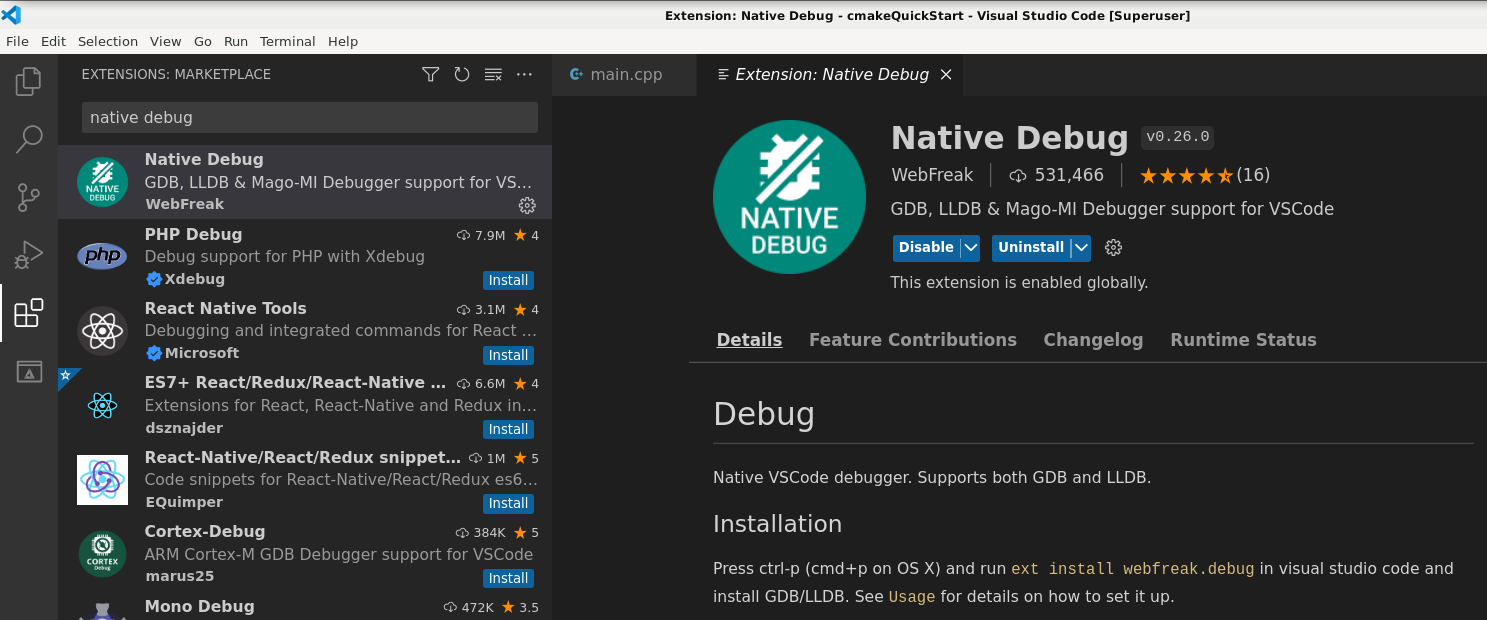 Extension: Native Debug - cmakeQuickStart - Visual Studio Code [Superuser]
File Edit Selection View Go Run Terminal Help
EXTENSIONS: MARKETPLACE
native debug
NATIVE
DEBUG
Native Debug
GDB, LLDB & Mago-MI Debugger support for VS...
WebFreak
php
PHP Debug 7.9M 4
Debug support for PHP with Xdebug
Xdebug Install
React Native Tools 3.1M 4
Debugging and integrated commands for React ...
Microsoft Install
ES7+ React/Redux/React-Native ... 6.6M 4
Extensions for React, React-Native and Redux in...
dsznajder Install
React-Native/React/Redux snippet... 1M 5
Code snippets for React-Native/React/Redux es6...
EQuimper Install
CORTEX
Debug
Cortex-Debug 384K 5
ARM Cortex-M GDB Debugger support for VSCode
marus25 Install
Mono Debug 472K 3.5
main.cpp Extension: Native Debug
NATIVE
DEBUG
Native Debug v0.26.0
WebFreak 531,466 (16)
GDB, LLDB & Mago-MI Debugger support for VSCode
Disable Uninstall
This extension is enabled globally.
Details Feature Contributions Changelog Runtime Status
Debug
Native VSCode debugger. Supports both GDB and LLDB.
Installation
Press ctrl-p (cmd+p on OS X) and run ext install webfreak.debug in visual studio code and
install GDB/LLDB. See Usage for details on how to set it up.